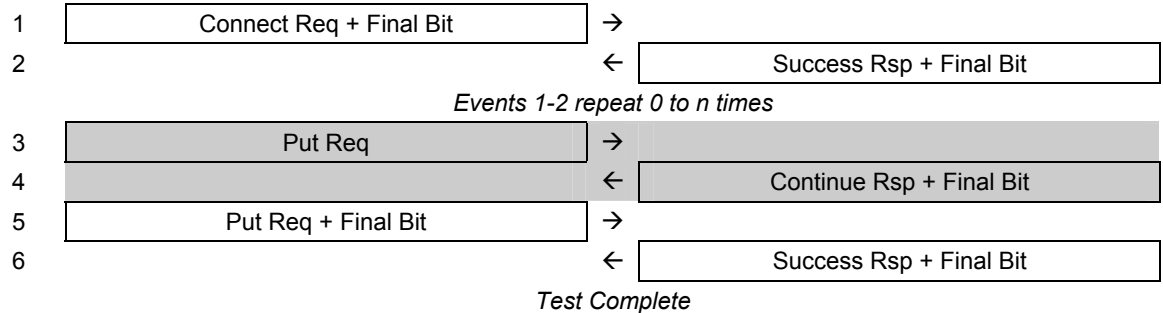 1 Connect Req + Final Bit →
2 ← Success Rsp + Final Bit
Events 1-2 repeat 0 to n times
3 Put Req →
4 ← Continue Rsp + Final Bit
5 Put Req + Final Bit →
6 ← Success Rsp + Final Bit
Test Complete